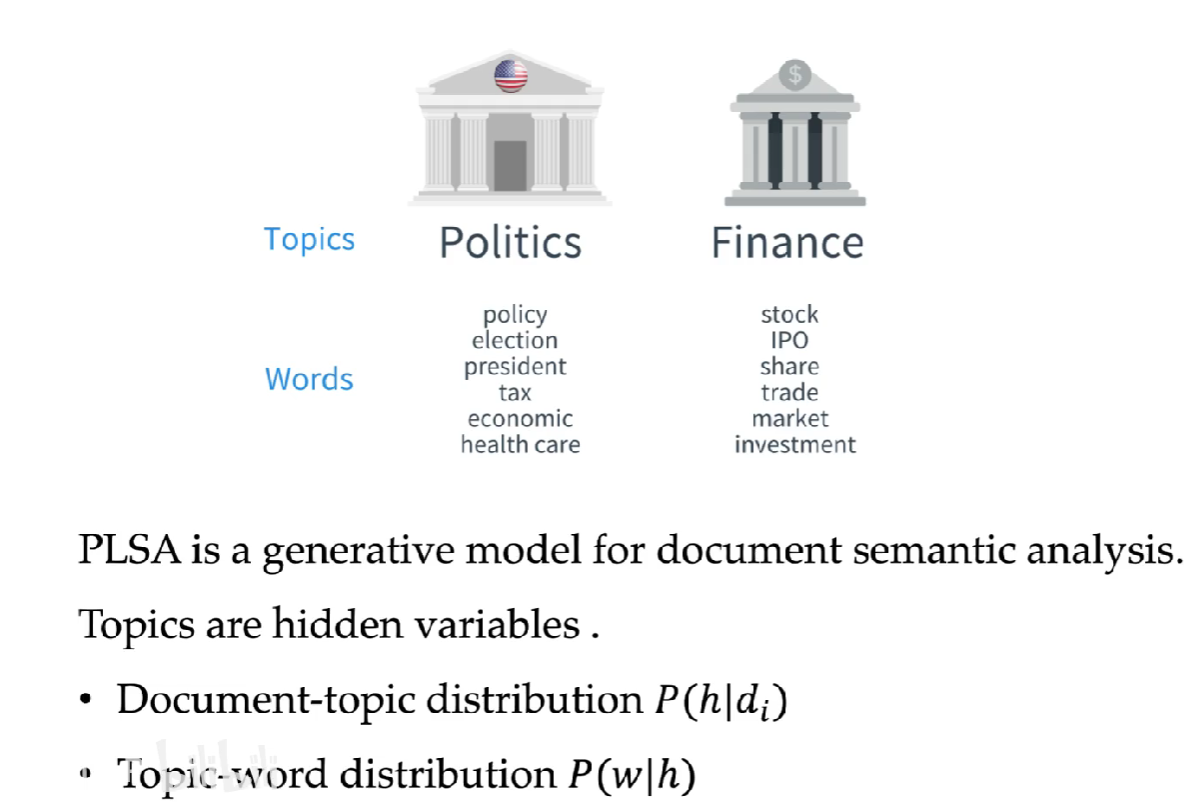 $
Topics Politics Finance
policy stock
election IPO
Words president share
tax trade
economic market
health care investment
PLSA is a generative model for document semantic analysis.
Topics are hidden variables .
• Document-topic distribution P(h|dᵢ)
• Topic-word distribution P(w|h)